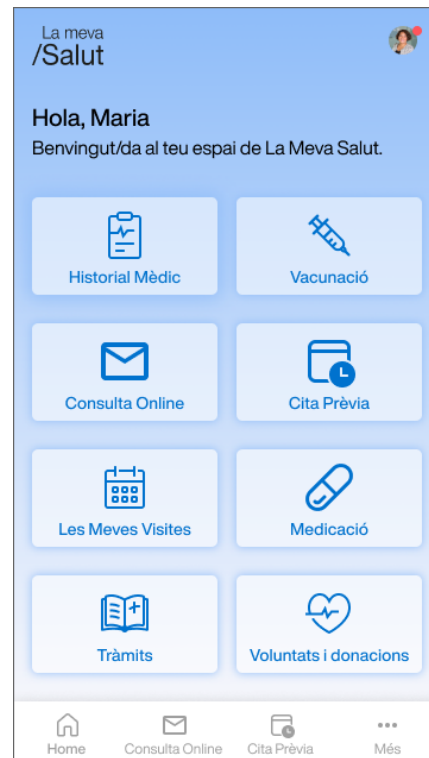 La meva
/Salut
Hola, Maria
Benvingut/da al teu espai de La Meva Salut.
Historial Mèdic
Vacunació
Consulta Online
Cita Prèvia
Les Meves Visites
Medicació
Tràmits
Voluntats i donacions
Home
Consulta Online
Cita Prèvia
Més